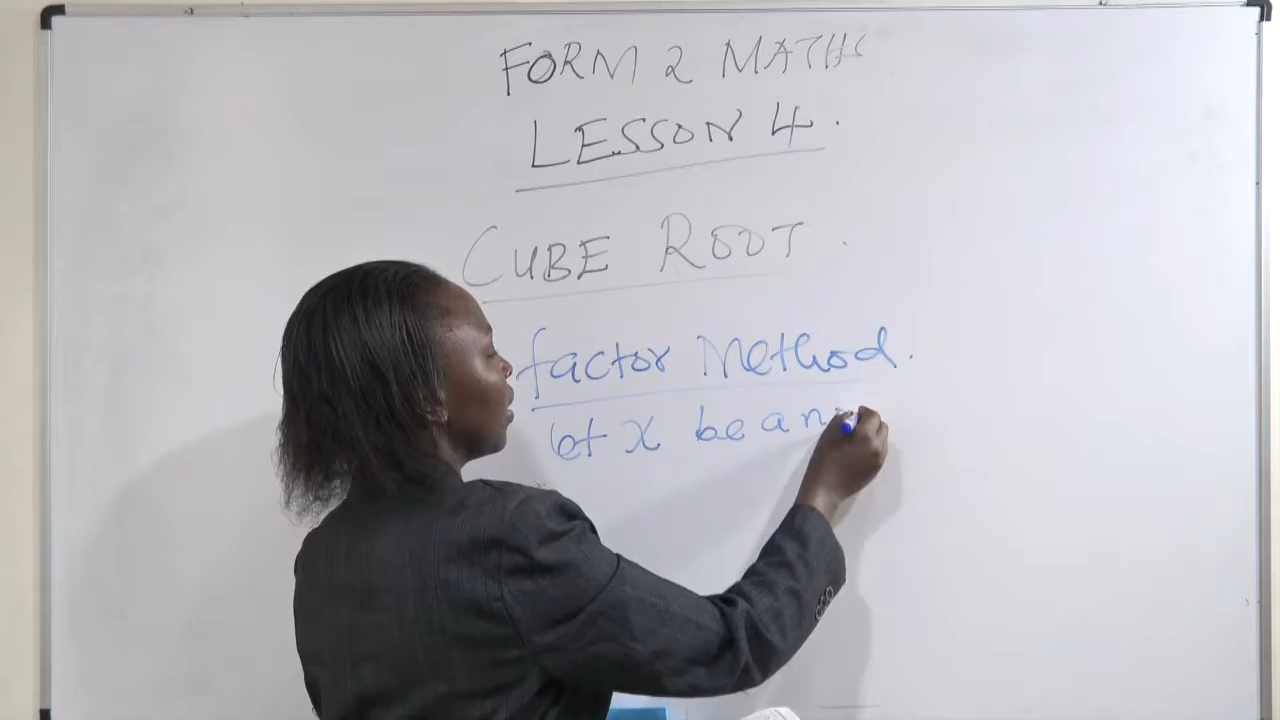 FORM 2 MATHS
LESSON 4.
CUBE ROOT.
factor Method.
let x be an